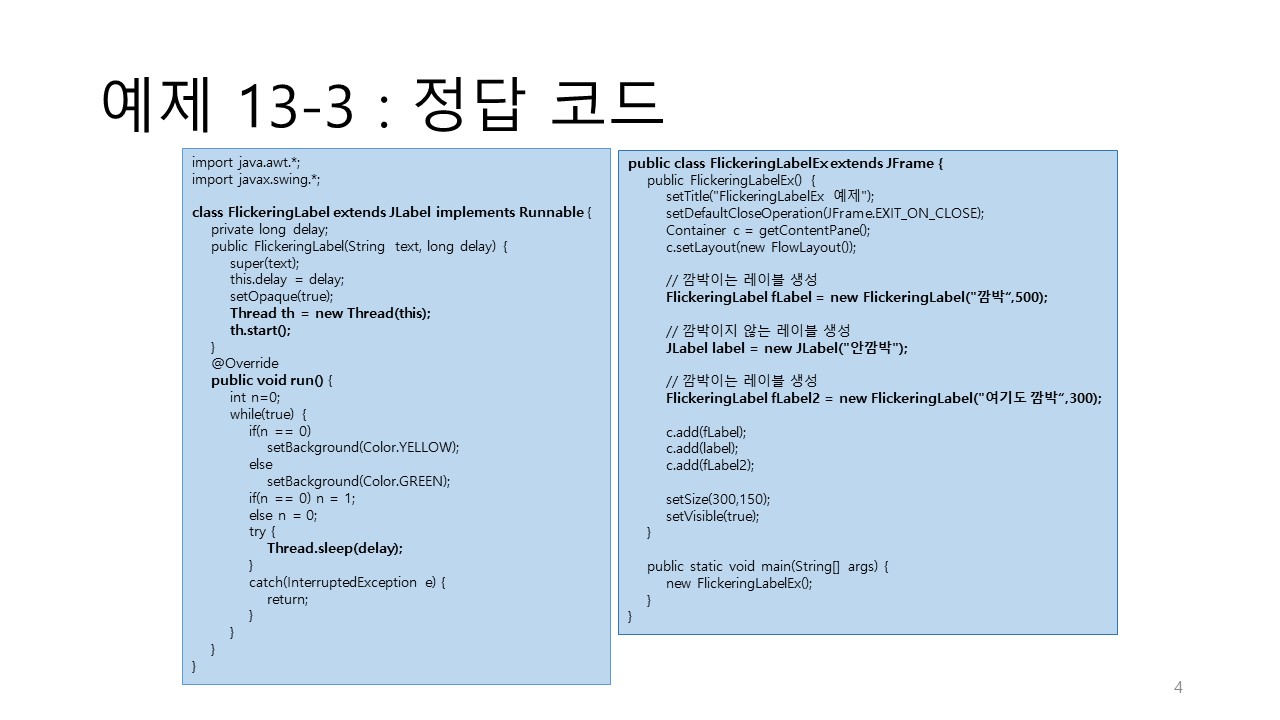 예제 13-3 : 정답 코드
import java.awt.*;
import javax.swing.*;
class FlickeringLabel extends JLabel implements Runnable {
private long delay;
public FlickeringLabel(String text, long delay) {
super(text);
this.delay = delay;
setOpaque(true);
Thread th = new Thread(this);
th.start();
}
@Override
public void run() {
int n=0;
while(true) {
if(n == 0)
setBackground(Color.YELLOW);
else
setBackground(Color.GREEN);
if(n == 0) n = 1;
else n = 0;
try {
Thread.sleep(delay);
}
catch(InterruptedException e) {
return;
}
}
}
}
public class FlickeringLabelEx extends JFrame {
public FlickeringLabelEx() {
setTitle("FlickeringLabelEx 예제");
setDefaultCloseOperation(JFrame.EXIT_ON_CLOSE);
Container c = getContentPane();
c.setLayout(new FlowLayout());
// 깜박이는 레이블 생성
FlickeringLabel fLabel = new FlickeringLabel("깜박“,500);
// 깜박이지 않는 레이블 생성
JLabel label = new JLabel("안깜박");
// 깜박이는 레이블 생성
FlickeringLabel fLabel2 = new FlickeringLabel("여기도 깜박“,300);
c.add(fLabel);
c.add(label);
c.add(fLabel2);
setSize(300,150);
setVisible(true);
}
public static void main(String[] args) {
new FlickeringLabelEx();
}
}
4